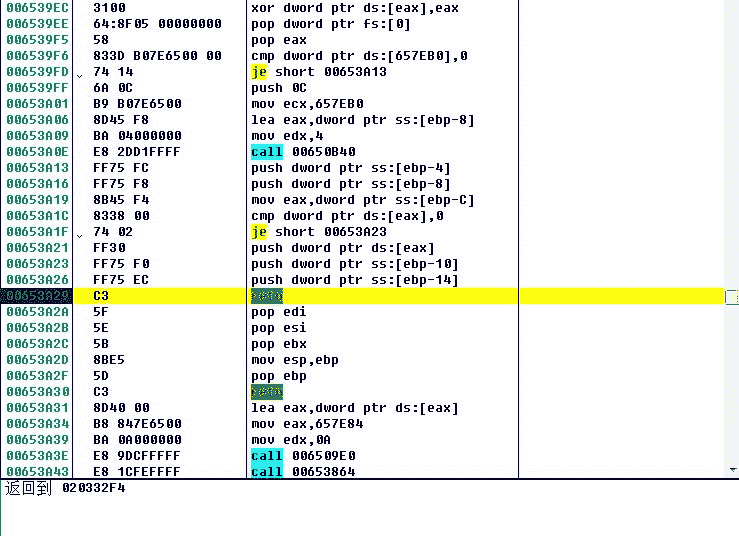 006539EC 3100 xor dword ptr ds:[eax],eax
006539EE 64:8F05 00000000 pop dword ptr fs:[0]
006539F5 58 pop eax
006539F6 833D B07E6500 00 cmp dword ptr ds:[657EB0],0
006539FD 74 14 je short 00653A13
006539FF 6A 0C push 0C
00653A01 B9 B07E6500 mov ecx,657EB0
00653A06 8D45 F8 lea eax,dword ptr ss:[ebp-8]
00653A09 BA 04000000 mov edx,4
00653A0E E8 2DD1FFFF call 00650B40
00653A13 FF75 FC push dword ptr ss:[ebp-4]
00653A16 FF75 F8 push dword ptr ss:[ebp-8]
00653A19 8B45 F4 mov eax,dword ptr ss:[ebp-C]
00653A1C 8338 00 cmp dword ptr ds:[eax],0
00653A1F 74 02 je short 00653A23
00653A21 FF30 push dword ptr ds:[eax]
00653A23 FF75 F0 push dword ptr ss:[ebp-10]
00653A26 FF75 EC push dword ptr ss:[ebp-14]
00653A29 C3 retn
00653A2A 5F pop edi
00653A2B 5E pop esi
00653A2C 5B pop ebx
00653A2D 8BE5 mov esp,ebp
00653A2F 5D pop ebp
00653A30 C3 retn
00653A31 8D40 00 lea eax,dword ptr ds:[eax]
00653A34 B8 847E6500 mov eax,657E84
00653A39 BA 0A000000 mov edx,0A
00653A3E E8 9DCFFFFF call 006509E0
00653A43 E8 1CFEFFFF call 00653864
返回到 020332F4